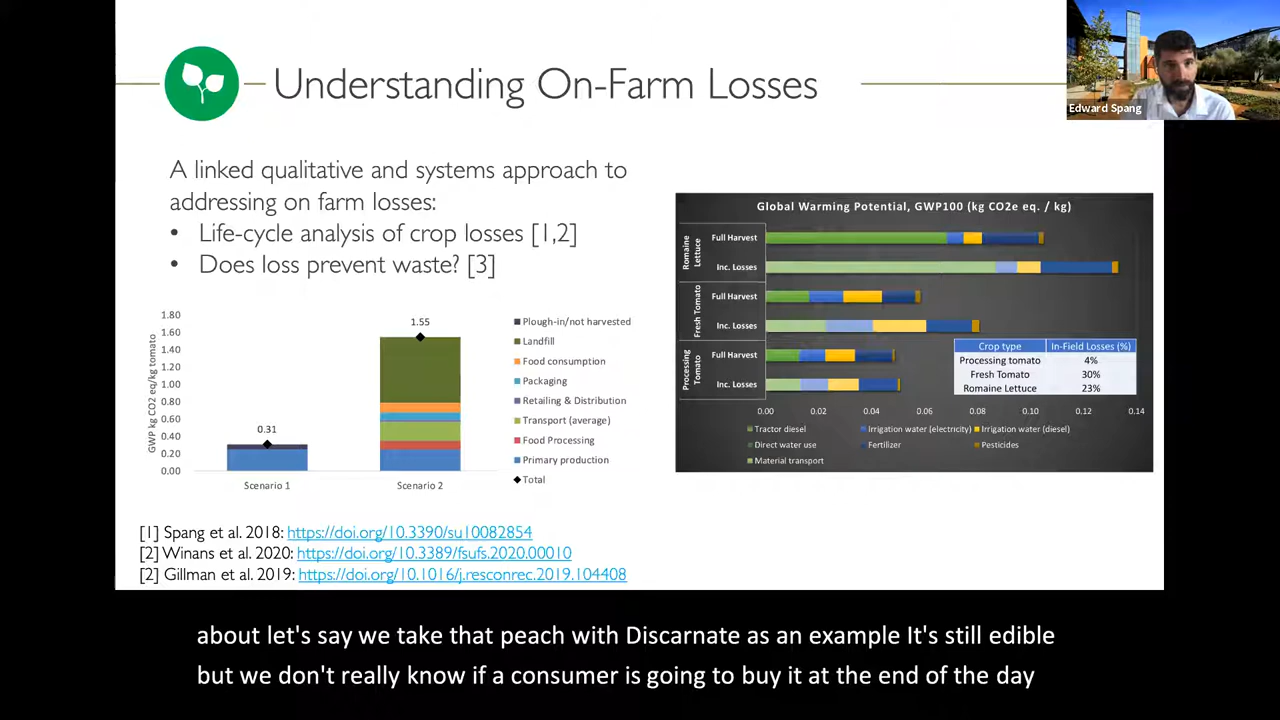 Understanding On-Farm Losses
Edward Spang
A linked qualitative and systems approach to
addressing on farm losses:
• Life-cycle analysis of crop losses [1,2]
• Does loss prevent waste? [3]
GWP kg CO2 eq/kg tomato
1.80
1.60
1.40
1.20
1.00
0.80
0.60
0.40
0.20
0.00
0.31
1.55
Scenario 1
Scenario 2
Plough-in/not harvested
Landfill
Food consumption
Packaging
Retailing & Distribution
Transport (average)
Food Processing
Primary production
Total
Global Warming Potential, GWP100 (kg CO2e eq. / kg)
Romaine
Lettuce
Full Harvest
Inc. Losses
Fresh Tomato
Full Harvest
Inc. Losses
Processing
Tomato
Full Harvest
Inc. Losses
Crop type In-Field Losses (%)
Processing tomato 4%
Fresh Tomato 30%
Romaine Lettuce 23%
0.00 0.02 0.04 0.06 0.08 0.10 0.12 0.14
Tractor diesel Irrigation water (electricity) Irrigation water (diesel)
Direct water use Fertilizer Pesticides
Material transport
[1] Spang et al. 2018: https://doi.org/10.3390/su10082854
[2] Winans et al. 2020: https://doi.org/10.3389/fsufs.2020.00010
[2] Gillman et al. 2019: https://doi.org/10.1016/j.resconrec.2019.104408
about let's say we take that peach with Discarnate as an example It's still edible
but we don't really know if a consumer is going to buy it at the end of the day